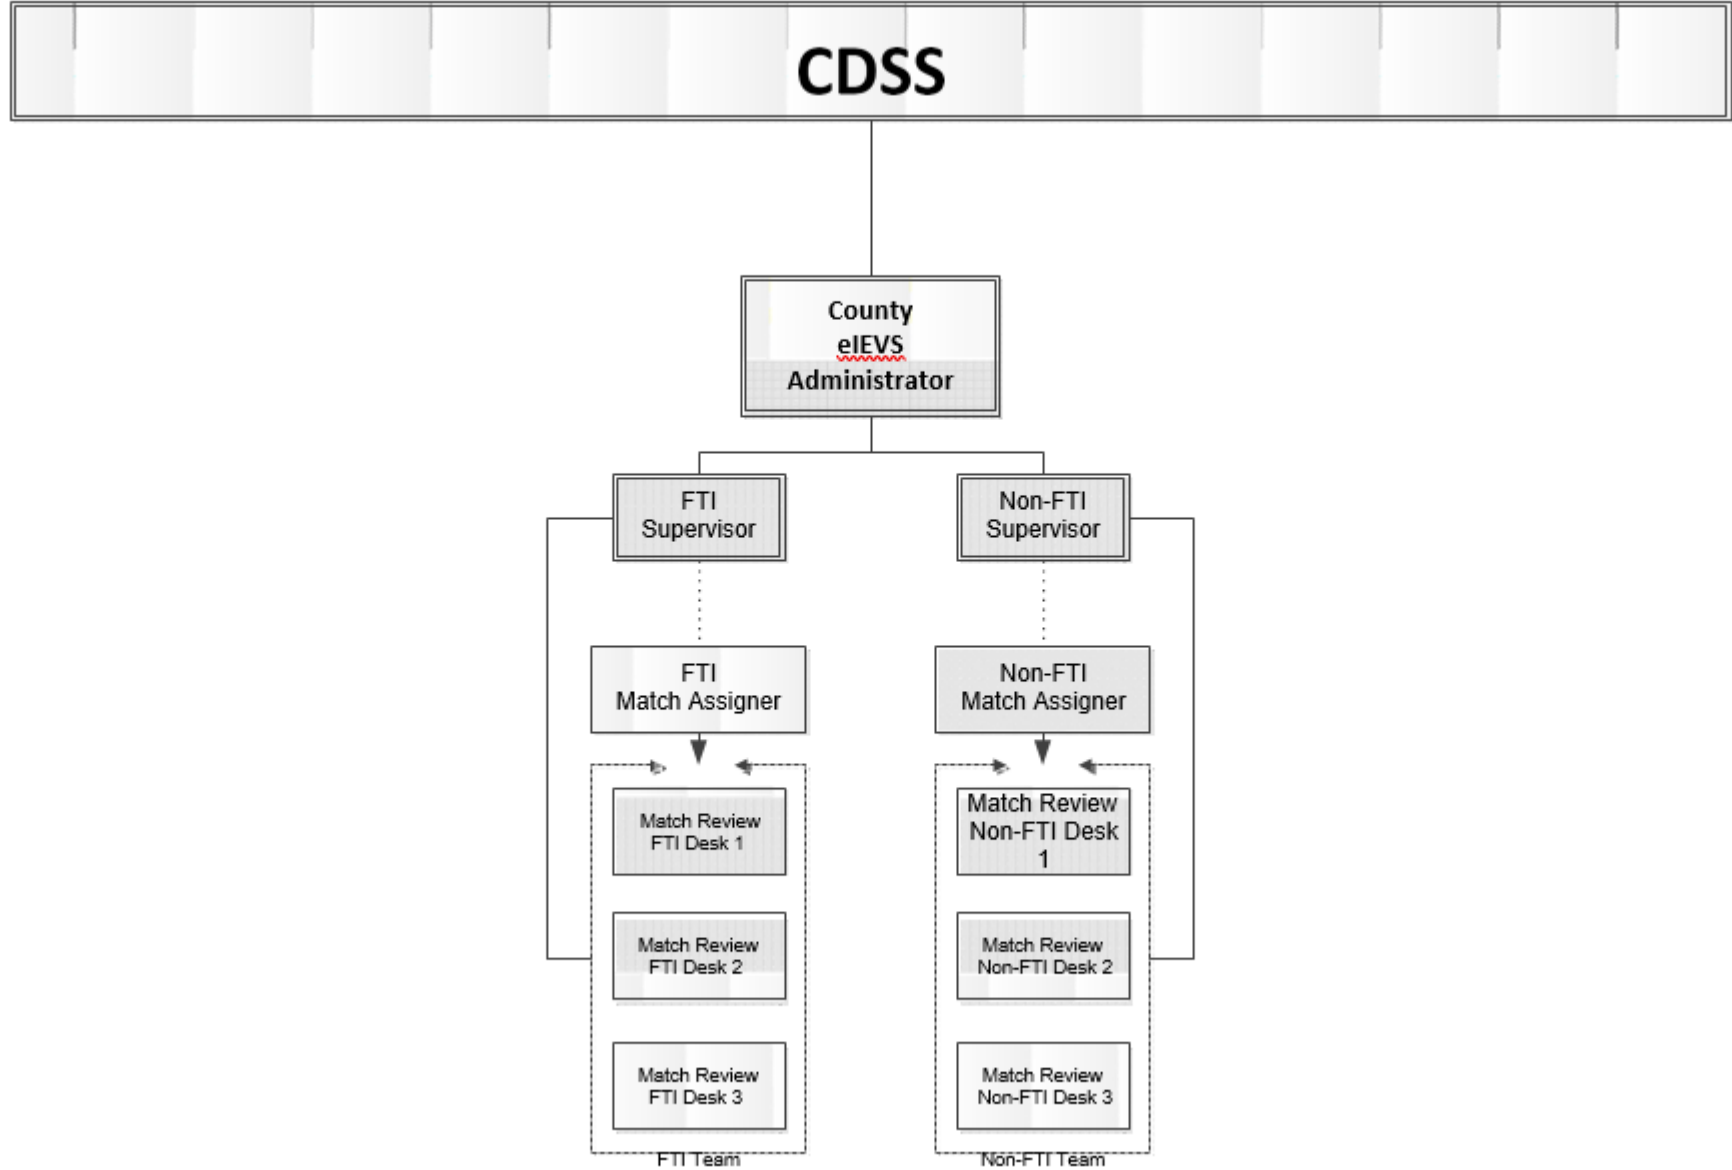 CDSS
County
eIEVS
Administrator
FTI
Supervisor
Non-FTI
Supervisor
FTI
Match Assigner
Non-FTI
Match Assigner
Match Review
FTI Desk 1
Match Review
Non-FTI Desk
1
Match Review
FTI Desk 2
Match Review
Non-FTI Desk 2
Match Review
FTI Desk 3
Match Review
Non-FTI Desk 3
FTI Team
Non-FTI Team